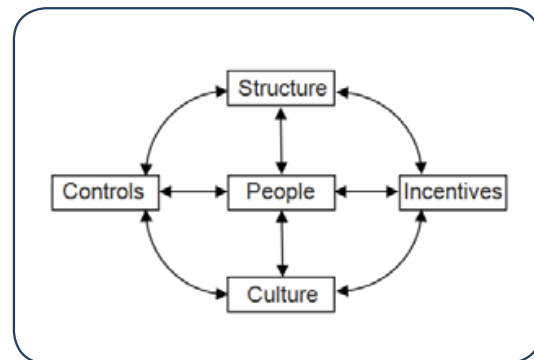 Structure
Controls
People
Incentives
Culture